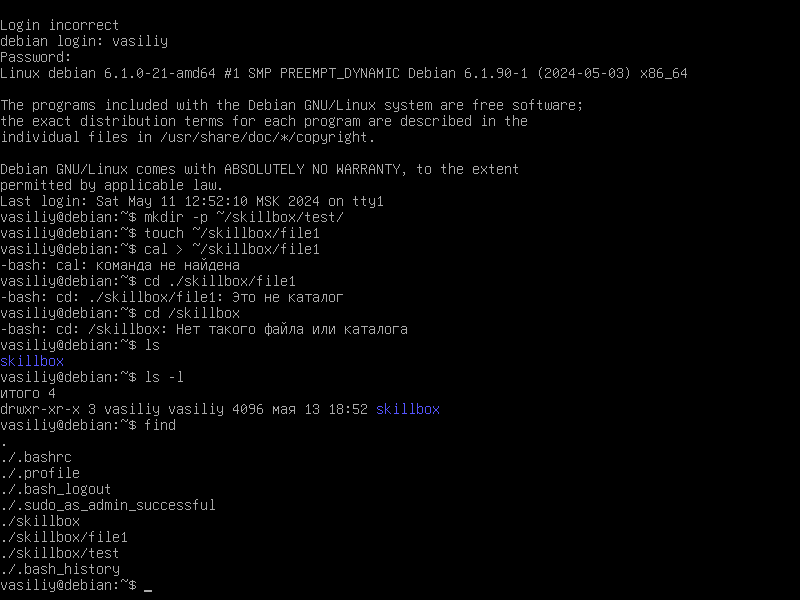 Login incorrect
debian login: vasiliy
Password:
Linux debian 6.1.0-21-amd64 #1 SMP PREEMPT_DYNAMIC Debian 6.1.90-1 (2024-05-03) x86_64
The programs included with the Debian GNU/Linux system are free software;
the exact distribution terms for each program are described in the
individual files in /usr/share/doc/*/copyright.
Debian GNU/Linux comes with ABSOLUTELY NO WARRANTY, to the extent
permitted by applicable law.
Last login: Sat May 11 12:52:10 MSK 2024 on tty1
vasiliy@debian:~$ mkdir -p ~/skillbox/test/
vasiliy@debian:~$ touch ~/skillbox/file1
vasiliy@debian:~$ cal > ~/skillbox/file1
-bash: cal: команда не найдена
vasiliy@debian:~$ cd ./skillbox/file1
-bash: cd: ./skillbox/file1: Это не каталог
vasiliy@debian:~$ cd /skillbox
-bash: cd: /skillbox: Нет такого файла или каталога
vasiliy@debian:~$ ls
skillbox
vasiliy@debian:~$ ls -l
итого 4
drwxr-xr-x 3 vasiliy vasiliy 4096 мая 13 18:52 skillbox
vasiliy@debian:~$ find
.
./.bashrc
./.profile
./.bash_logout
./.sudo_as_admin_successful
./skillbox
./skillbox/file1
./skillbox/test
./.bash_history
vasiliy@debian:~$ _